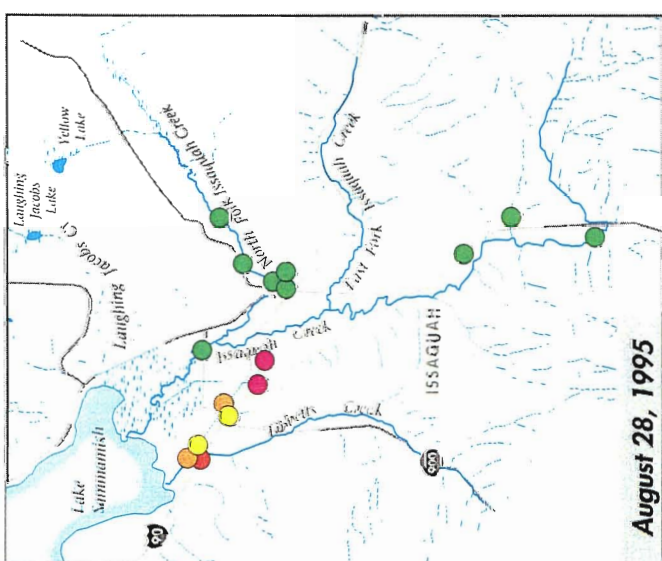 Yellow
Lake
Laughing
Jacobs
Lake
Laughing Jacobs Cr
North Fork Issaquah Creek
East Fork Issaquah Creek
Issaquah Creek
Tibbetts Creek
Lake
Sammamish
ISSAQUAH
90
900
August 28, 1995